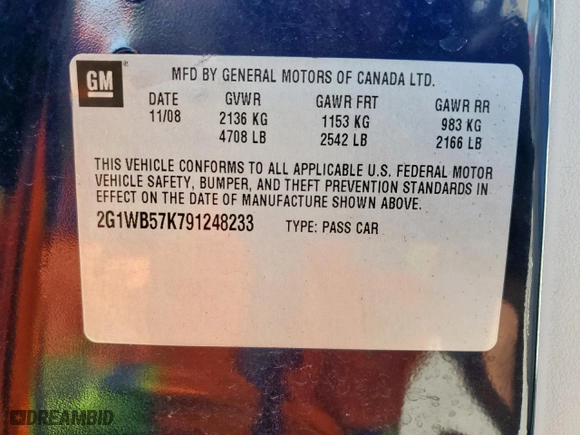 GM ® MFD BY GENERAL MOTORS OF CANADA LTD.
DATE GVWR GAWR FRT GAWR RR
11/08 2136 KG 1153 KG 983 KG
4708 LB 2542 LB 2166 LB
THIS VEHICLE CONFORMS TO ALL APPLICABLE U.S. FEDERAL MOTOR
VEHICLE SAFETY, BUMPER, AND THEFT PREVENTION STANDARDS IN
EFFECT ON THE DATE OF MANUFACTURE SHOWN ABOVE.
2G1WB57K791248233 TYPE: PASS CAR
DREAMBID